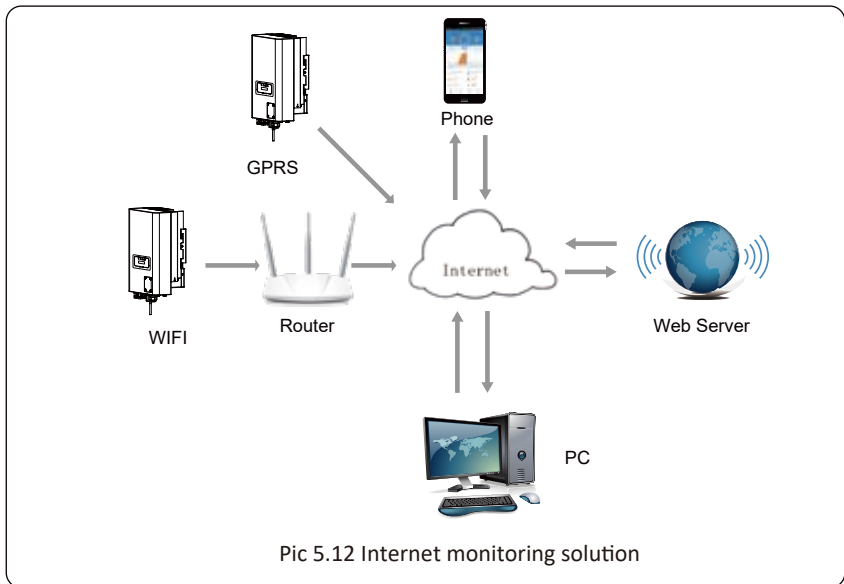 Phone
GPRS
Internet
WIFI
Router
Web Server
PC
Pic 5.12 Internet monitoring solution